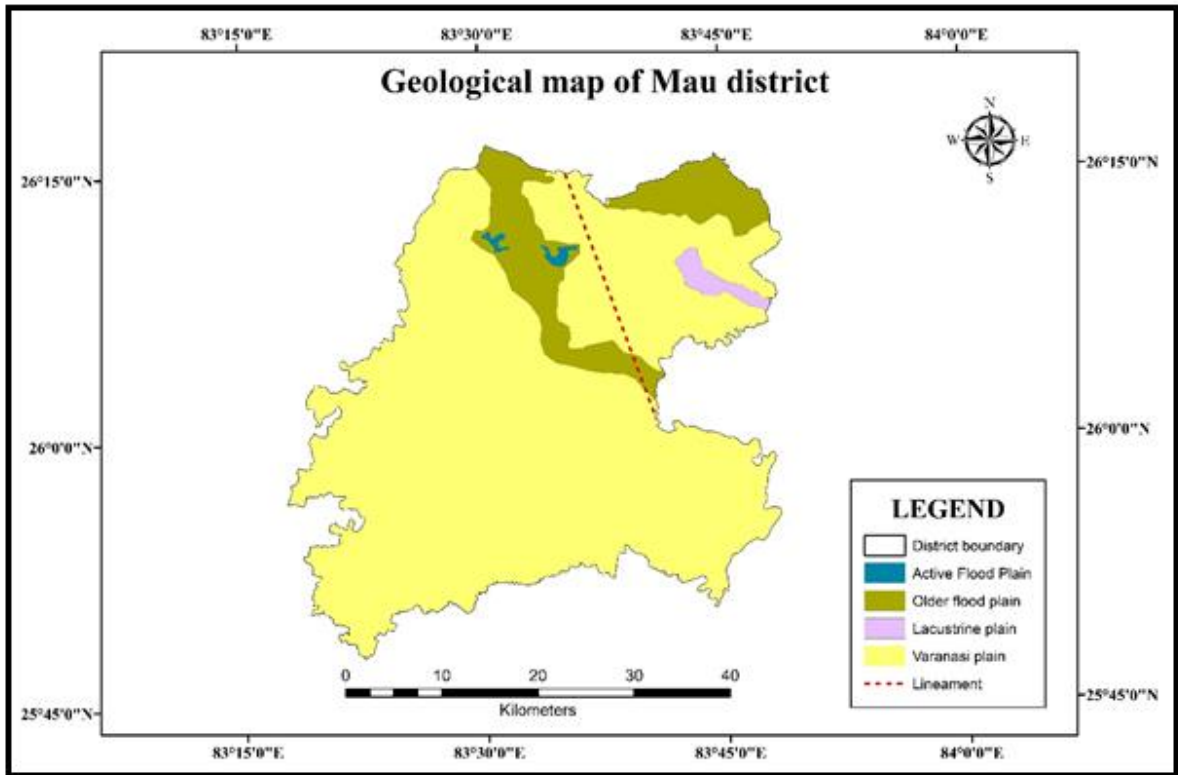 83°15'0"E 83°30'0"E 83°45'0"E 84°0'0"E
Geological map of Mau district
N
W E
S
26°15'0"N 26°15'0"N
26°0'0"N 26°0'0"N
LEGEND
District boundary
Active Flood Plain
Older flood plain
Lacustrine plain
Varanasi plain
Lineament
0 10 20 30 40
Kilometers
25°45'0"N 25°45'0"N
83°15'0"E 83°30'0"E 83°45'0"E 84°0'0"E